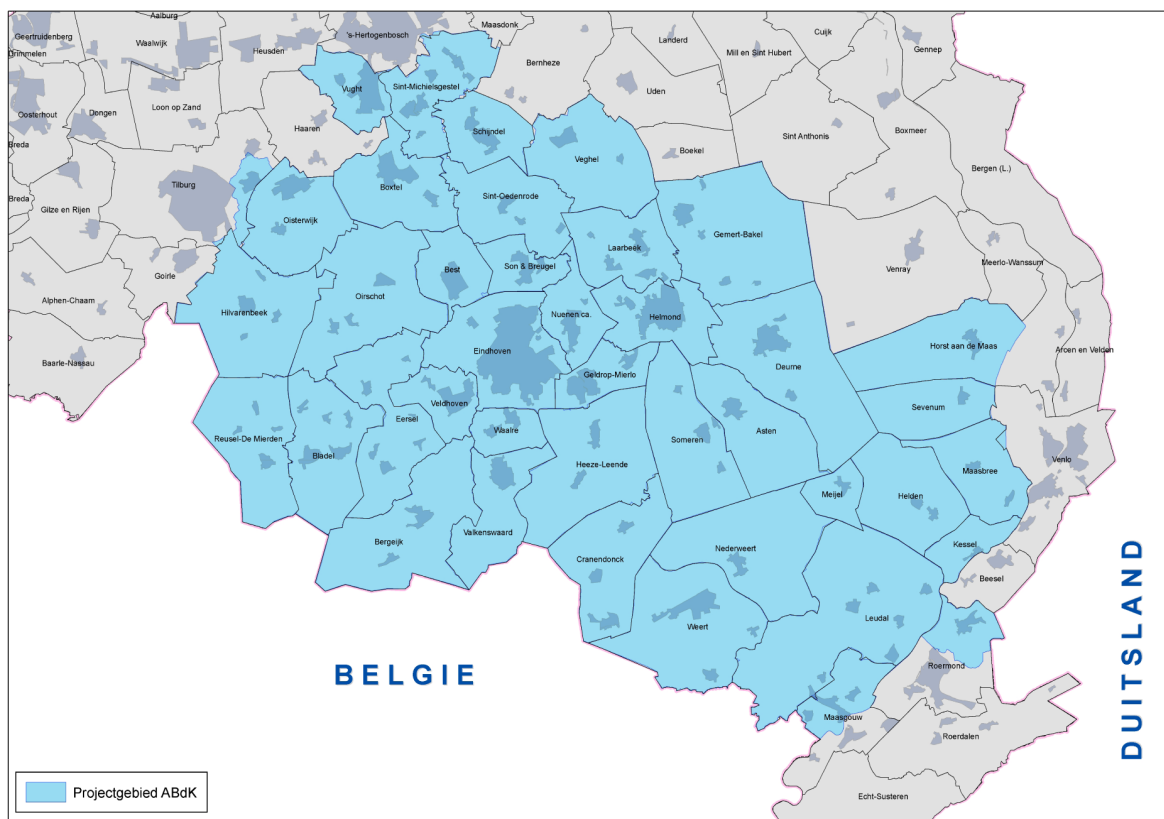 Aalburg
Maasdonk
Cuijk
Geertruidenberg
Waalwijk
's-Hertogenbosch
Landerd
Drimmelen
Heusden
Mill en Sint Hubert
Gennep
Bernheze
Vught
Sint-Michielsgestel
Uden
Loon op Zand
Oosterhout
Dongen
Haaren
Schijndel
Sint Anthonis
Boxmeer
Breda
Boekel
Veghel
Bergen (L.)
Tilburg
Boxtel
Breda
Sint-Oedenrode
Gilze en Rijen
Oisterwijk
Gemert-Bakel
Laarbeek
Meerlo-Wanssum
Goirle
Best
Son & Breugel
Venray
Oirschot
Alphen-Chaam
Hilvarenbeek
Nuenen ca.
Helmond
Horst aan de Maas
Arcen en Velden
Eindhoven
Baarle-Nassau
Geldrop-Mierlo
Deurne
Veldhoven
Sevenum
Eersel
Waalre
Asten
Reusel-De Mierden
Someren
Bladel
Heeze-Leende
Venlo
Maasbree
Meijel
Helden
Valkenswaard
Bergeijk
Kessel
Nederweert
Cranendonck
Beesel
Leudal
Weert
BELGIE
Roermond
DUITSLAND
Maasgouw
Roerdalen
Projectgebied ABdK
Echt-Susteren